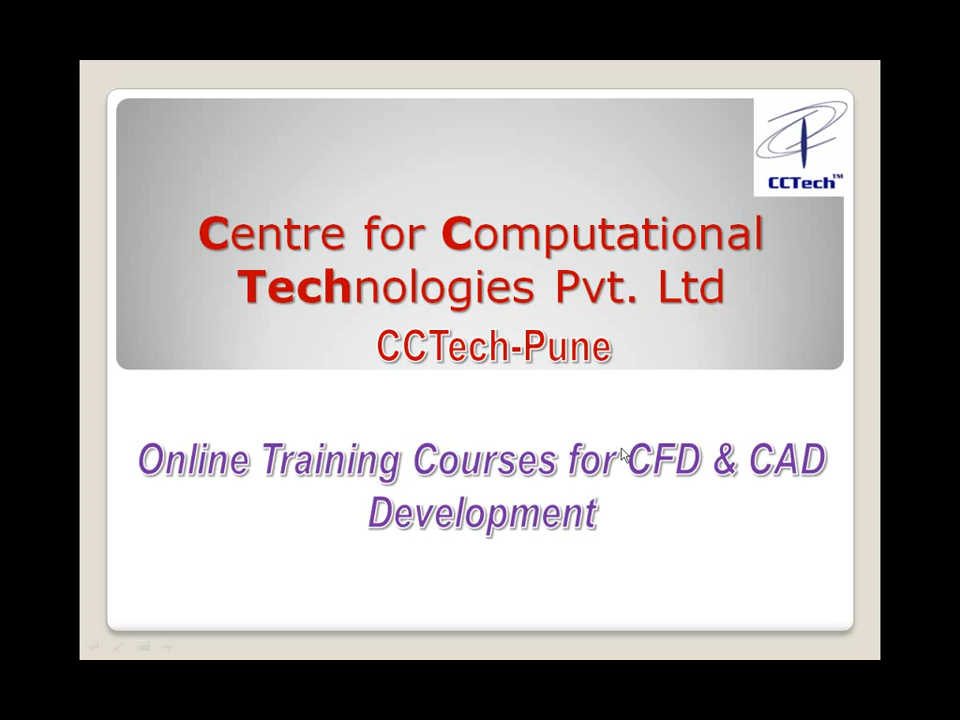 CCTech™
Centre for Computational
Technologies Pvt. Ltd
CCTech-Pune
Online Training Courses for CFD & CAD
Development